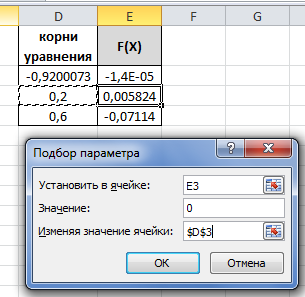 D E F G
корни
уравнения
F(X)
-0,9200073 -1,4E-05
0,2 0,005824
0,6 -0,07114
Подбор параметра
Установить в ячейке: E3
Значение: 0
Изменяя значение ячейки: $D$3
ОК Отмена